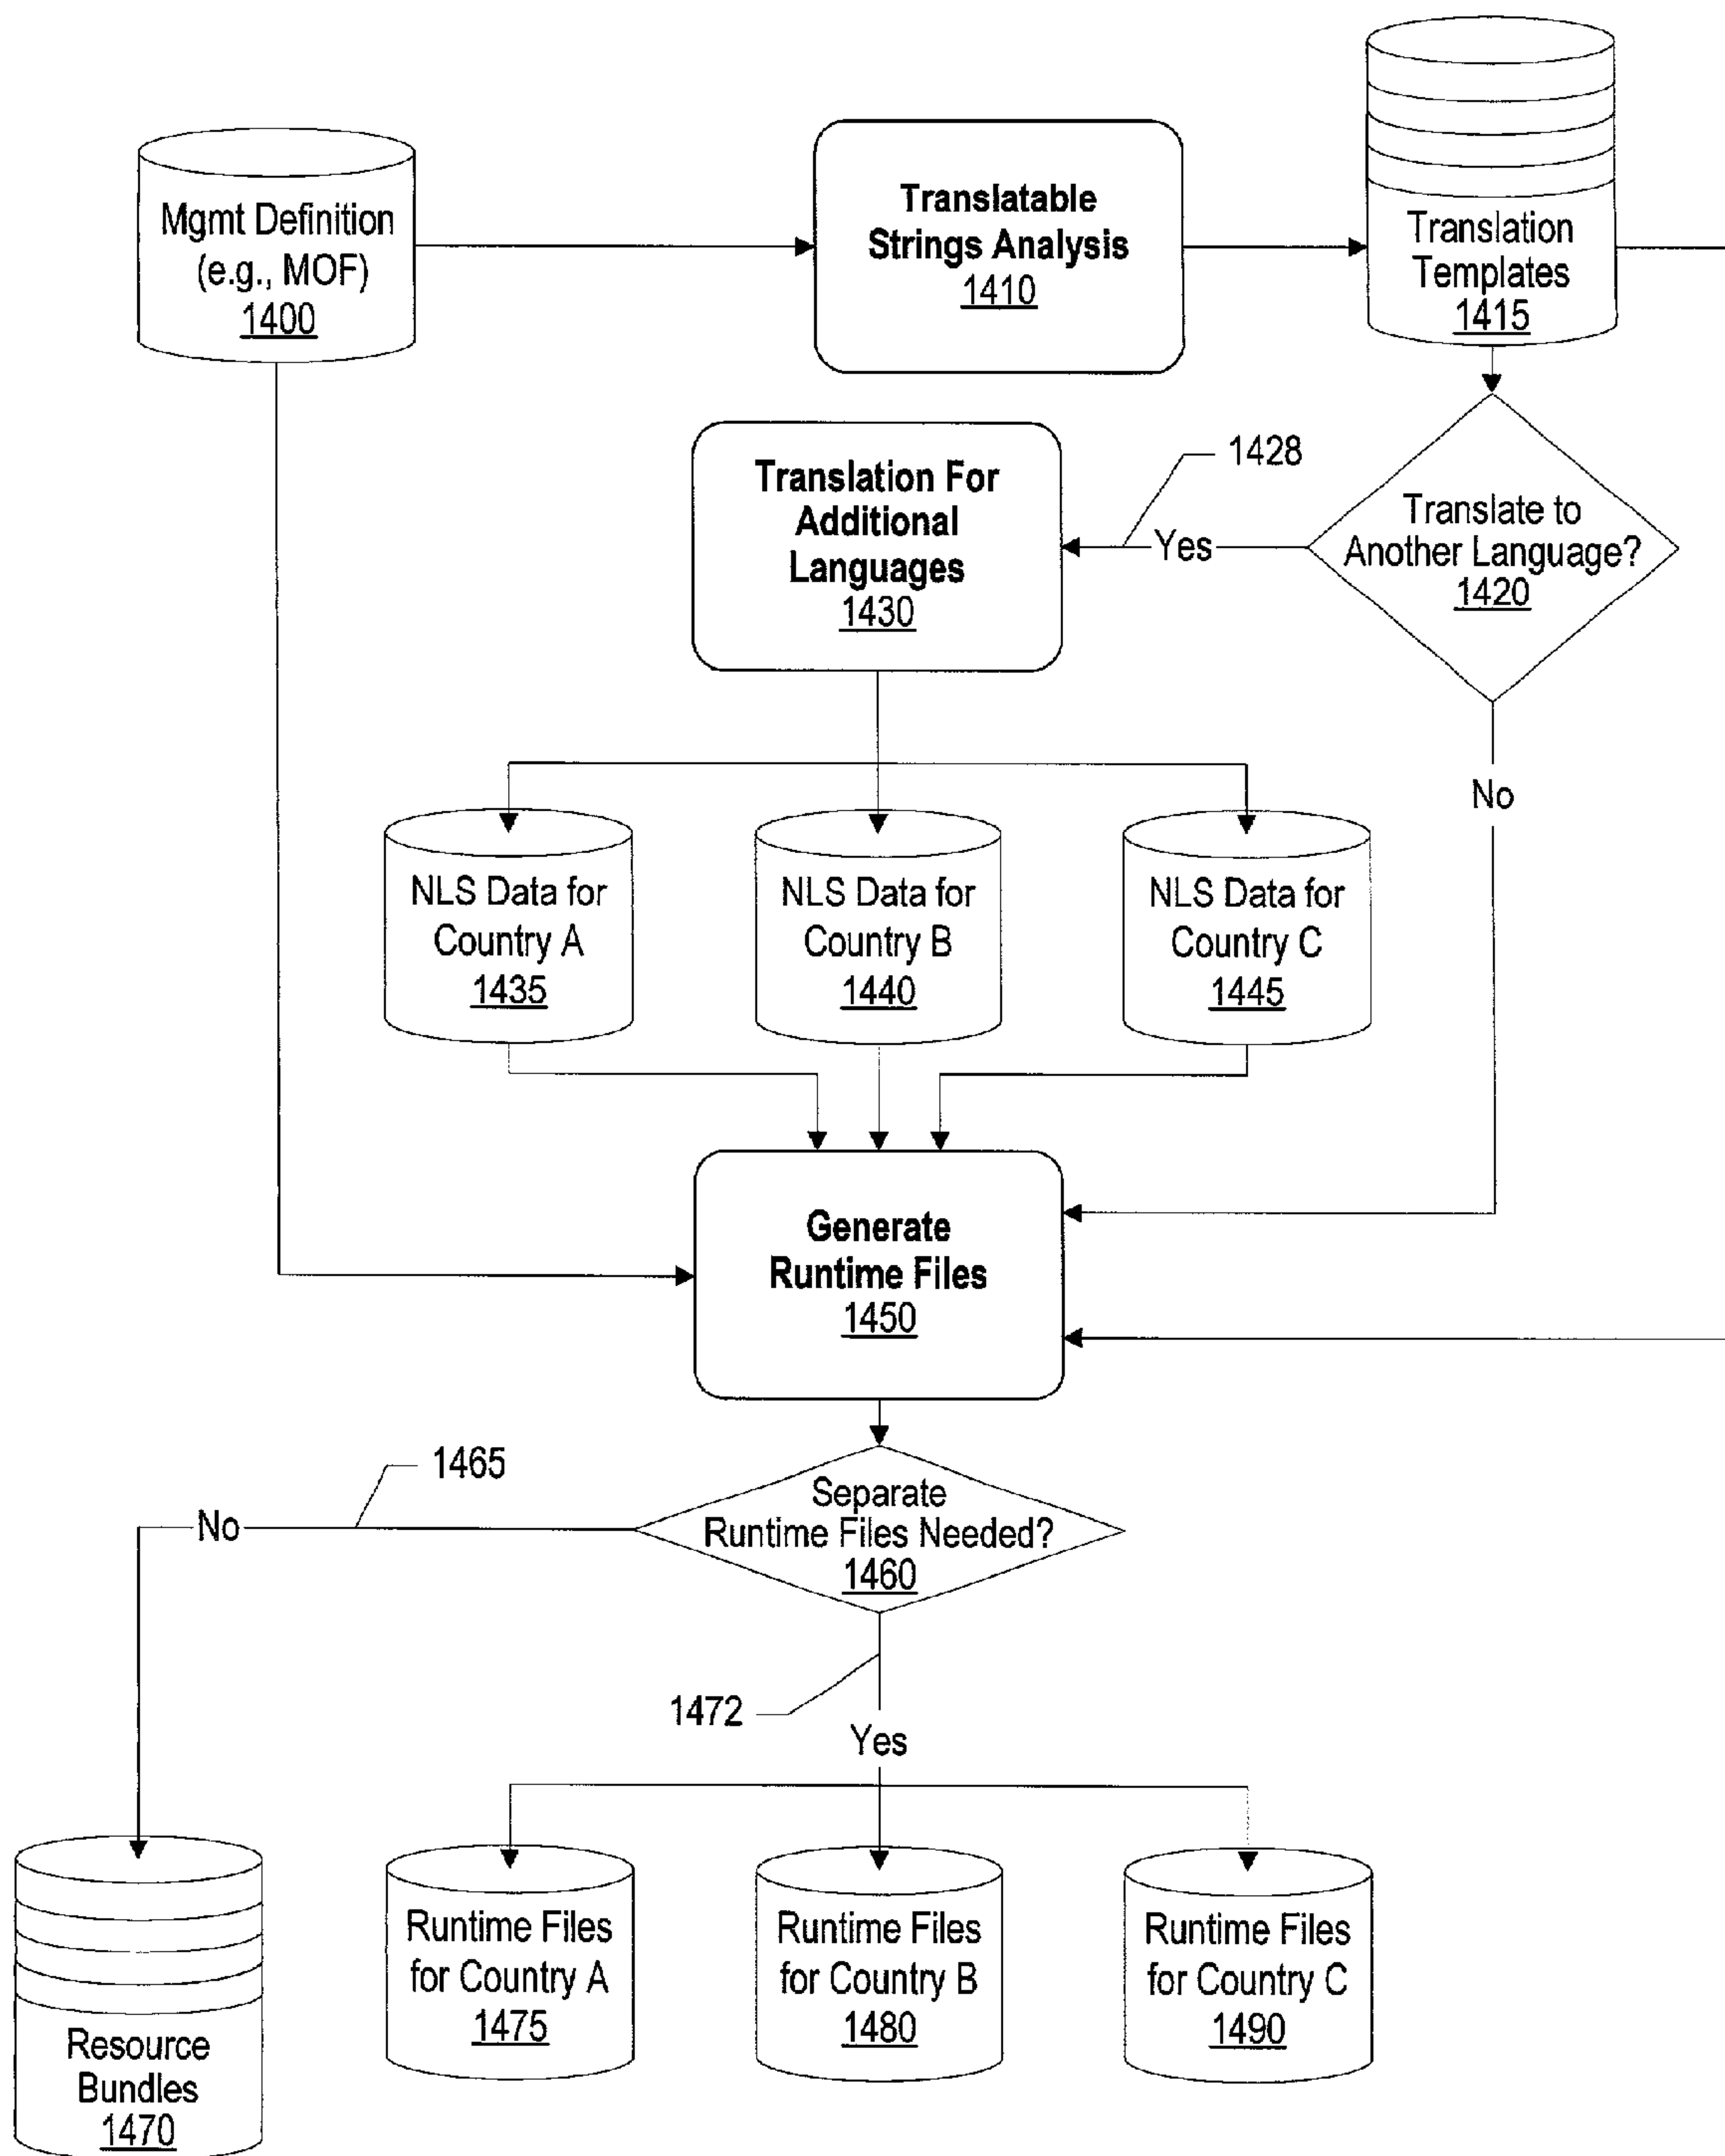 Mgmt Definition
(e.g., MOF)
1400
Translatable
Strings Analysis
1410
Translation
Templates
1415
Translation For
Additional
Languages
1430
1428
Yes
Translate to
Another Language?
1420
No
NLS Data for
Country A
1435
NLS Data for
Country B
1440
NLS Data for
Country C
1445
Generate
Runtime Files
1450
1465
No
Separate
Runtime Files Needed?
1460
1472
Yes
Resource
Bundles
1470
Runtime Files
for Country A
1475
Runtime Files
for Country B
1480
Runtime Files
for Country C
1490